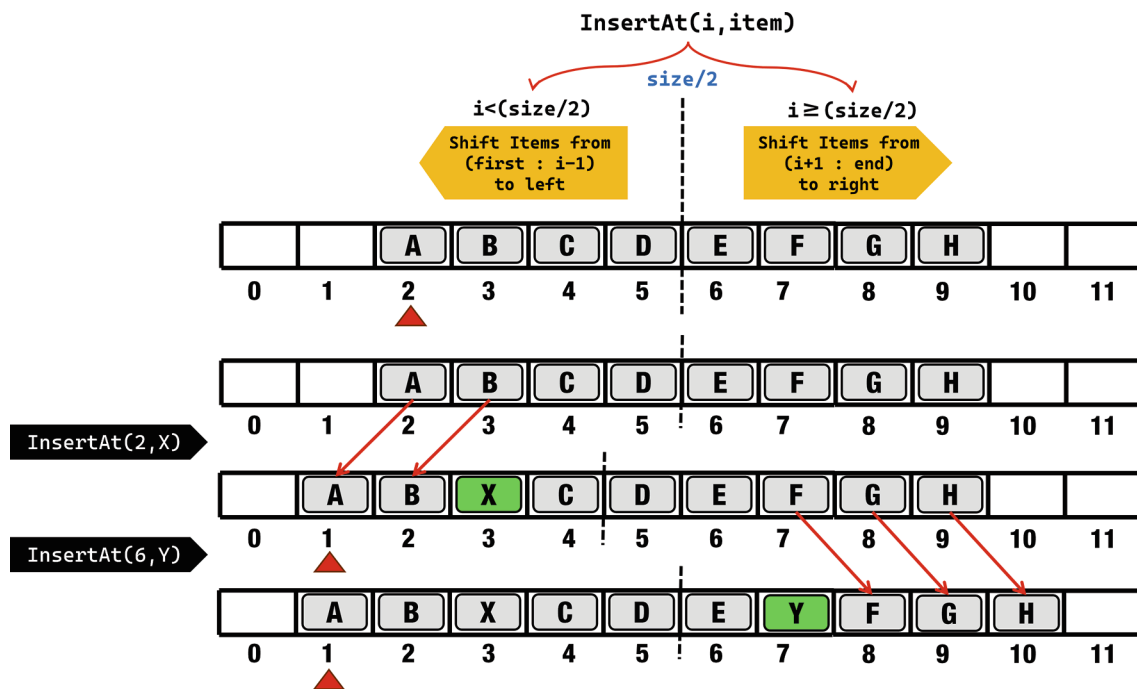 InsertAt(i,item)
size/2
i<(size/2)
i≥(size/2)
Shift Items from
(first : i-1)
to left
Shift Items from
(i+1 : end)
to right
A B C D E F G H
0 1 2 3 4 5 6 7 8 9 10 11
A B C D E F G H
0 1 2 3 4 5 6 7 8 9 10 11
InsertAt(2,X)
A B X C D E F G H
0 1 2 3 4 5 6 7 8 9 10 11
InsertAt(6,Y)
A B X C D E Y F G H
0 1 2 3 4 5 6 7 8 9 10 11